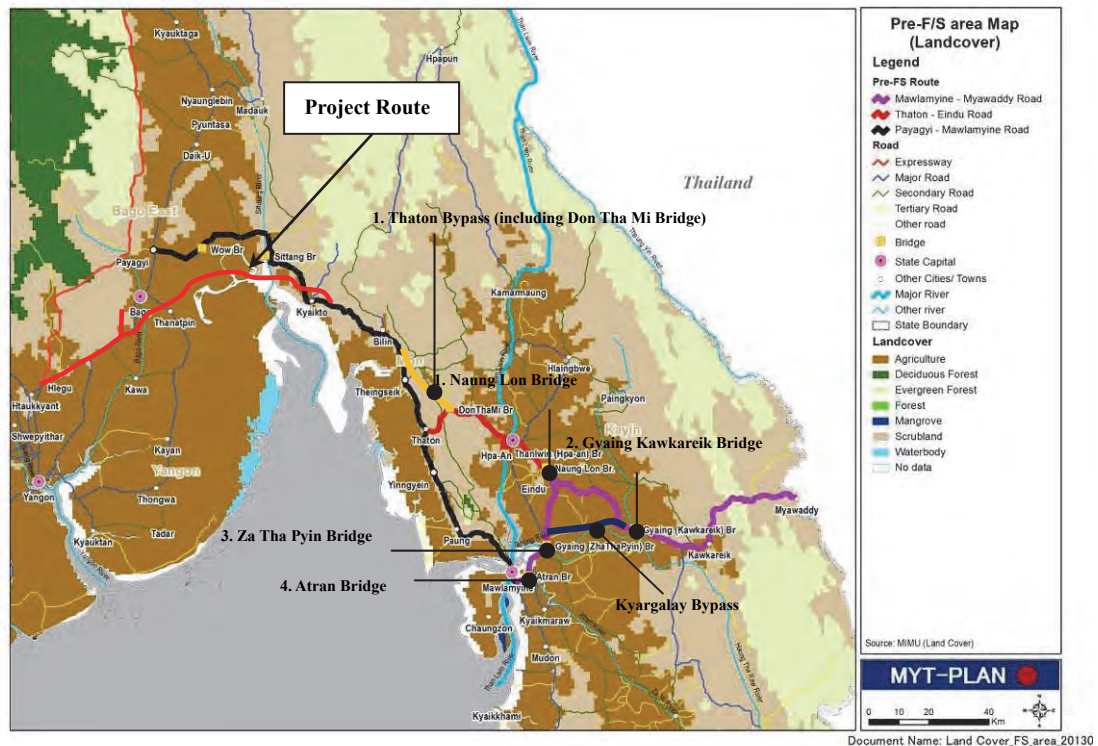 Pre-F/S area Map
(Landcover)
Legend
Pre-FS Route
Mawlamyine - Myawaddy Road
Thaton - Eindu Road
Payagyi - Mawlamyine Road
Road
Expressway
Major Road
Secondary Road
Tertiary Road
Other road
Bridge
State Capital
Other Cities/ Towns
Major River
Other river
State Boundary
Landcover
Agriculture
Deciduous Forest
Evergreen Forest
Forest
Mangrove
Scrubland
Waterbody
No data
Source: MIMU (Land Cover)
MYT-PLAN
0 10 20 40
Km
Document Name: Land Cover_FS_area_20130
Kyauktaga
Hpapun
Nyaunglebin
Madauk
Project Route
Pyuntasa
Daik-U
Thailand
Bago East
1. Thaton Bypass (including Don Tha Mi Bridge)
Wow Br
Sittang Br
Payagyi
Kamamaung
Bago
Thanatpin
Kyaikto
Bilin
Hlaingbwe
Hlegu
Kawa
Theingseik
1. Naung Lon Bridge
Paingkyon
Htaukkyant
DonThaMi Br
Kayin
Shwepyithar
Thaton
2. Gyaing Kawkareik Bridge
Kayan
Hpa-An
Thanlwin (Hpa-an) Br
Yangon
Naung Lon Br.
Yinngyein
Eindu
Yangon
Thongwa
Myawaddy
Tadar
Paung
Gyaing (Kawkareik) Br
3. Za Tha Pyin Bridge
Gyaing (ZhaThaPyin) Br
Kawkareik
4. Atran Bridge
Atran Br
Mawlamyine
Kyargalay Bypass
Kyaikmaraw
Chaungzon
Mudon
Kyaikkhami
Than Lwin River
Than Lwin River